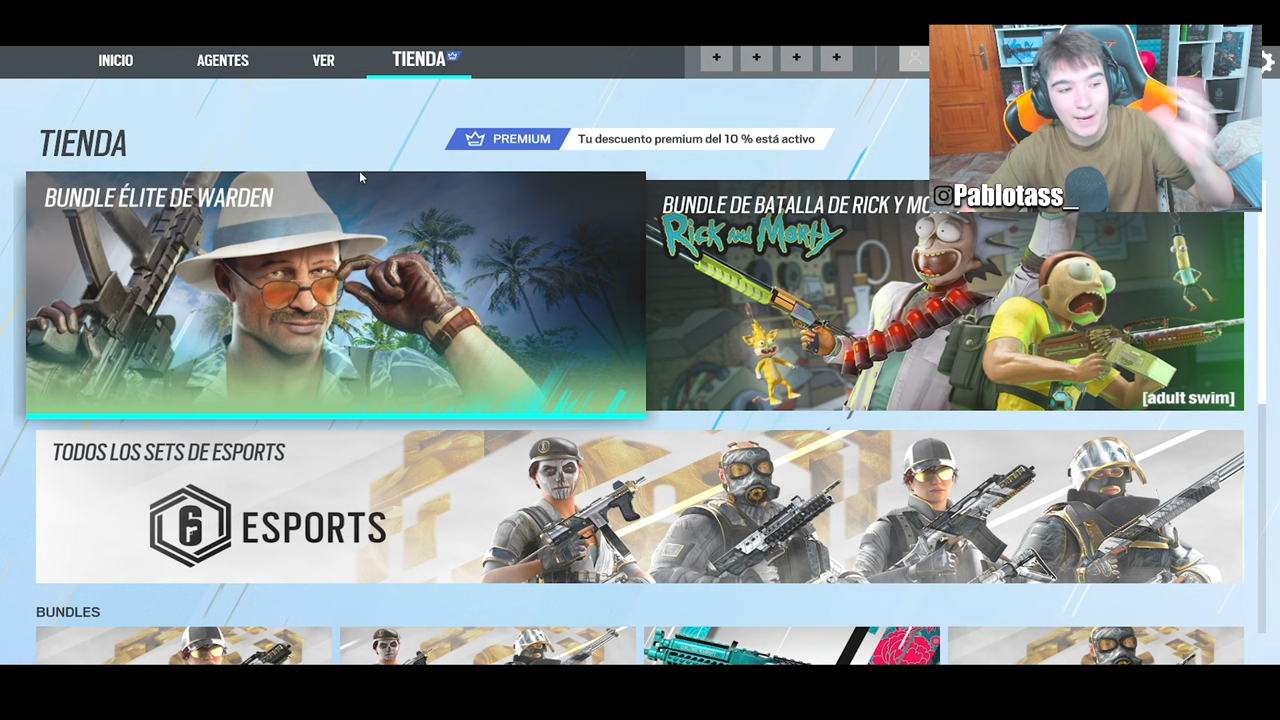 INICIO
AGENTES
VER
TIENDA
TIENDA
PREMIUM
Tu descuento premium del 10 % está activo
Pablotass_
BUNDLE ÉLITE DE WARDEN
BUNDLE DE BATALLA DE RICK Y MO
Rick and Morty
[adult swim]
TODOS LOS SETS DE ESPORTS
6 ESPORTS
BUNDLES